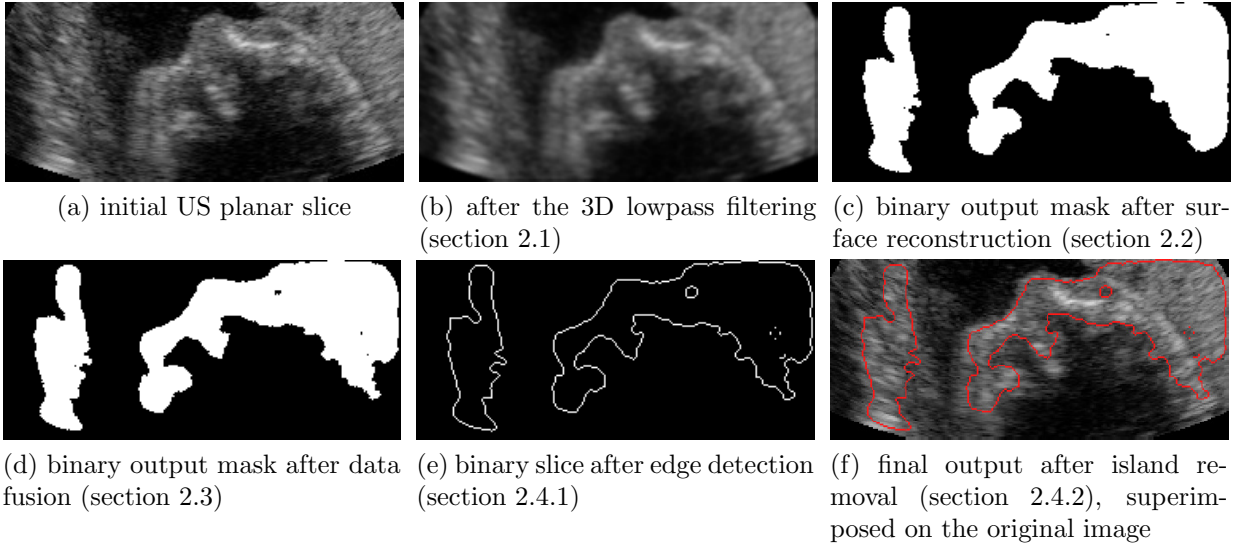 (a) initial US planar slice
(b) after the 3D lowpass filtering
(section 2.1)
(c) binary output mask after sur-
face reconstruction (section 2.2)
(d) binary output mask after data
fusion (section 2.3)
(e) binary slice after edge detection
(section 2.4.1)
(f) final output after island re-
moval (section 2.4.2), superim-
posed on the original image